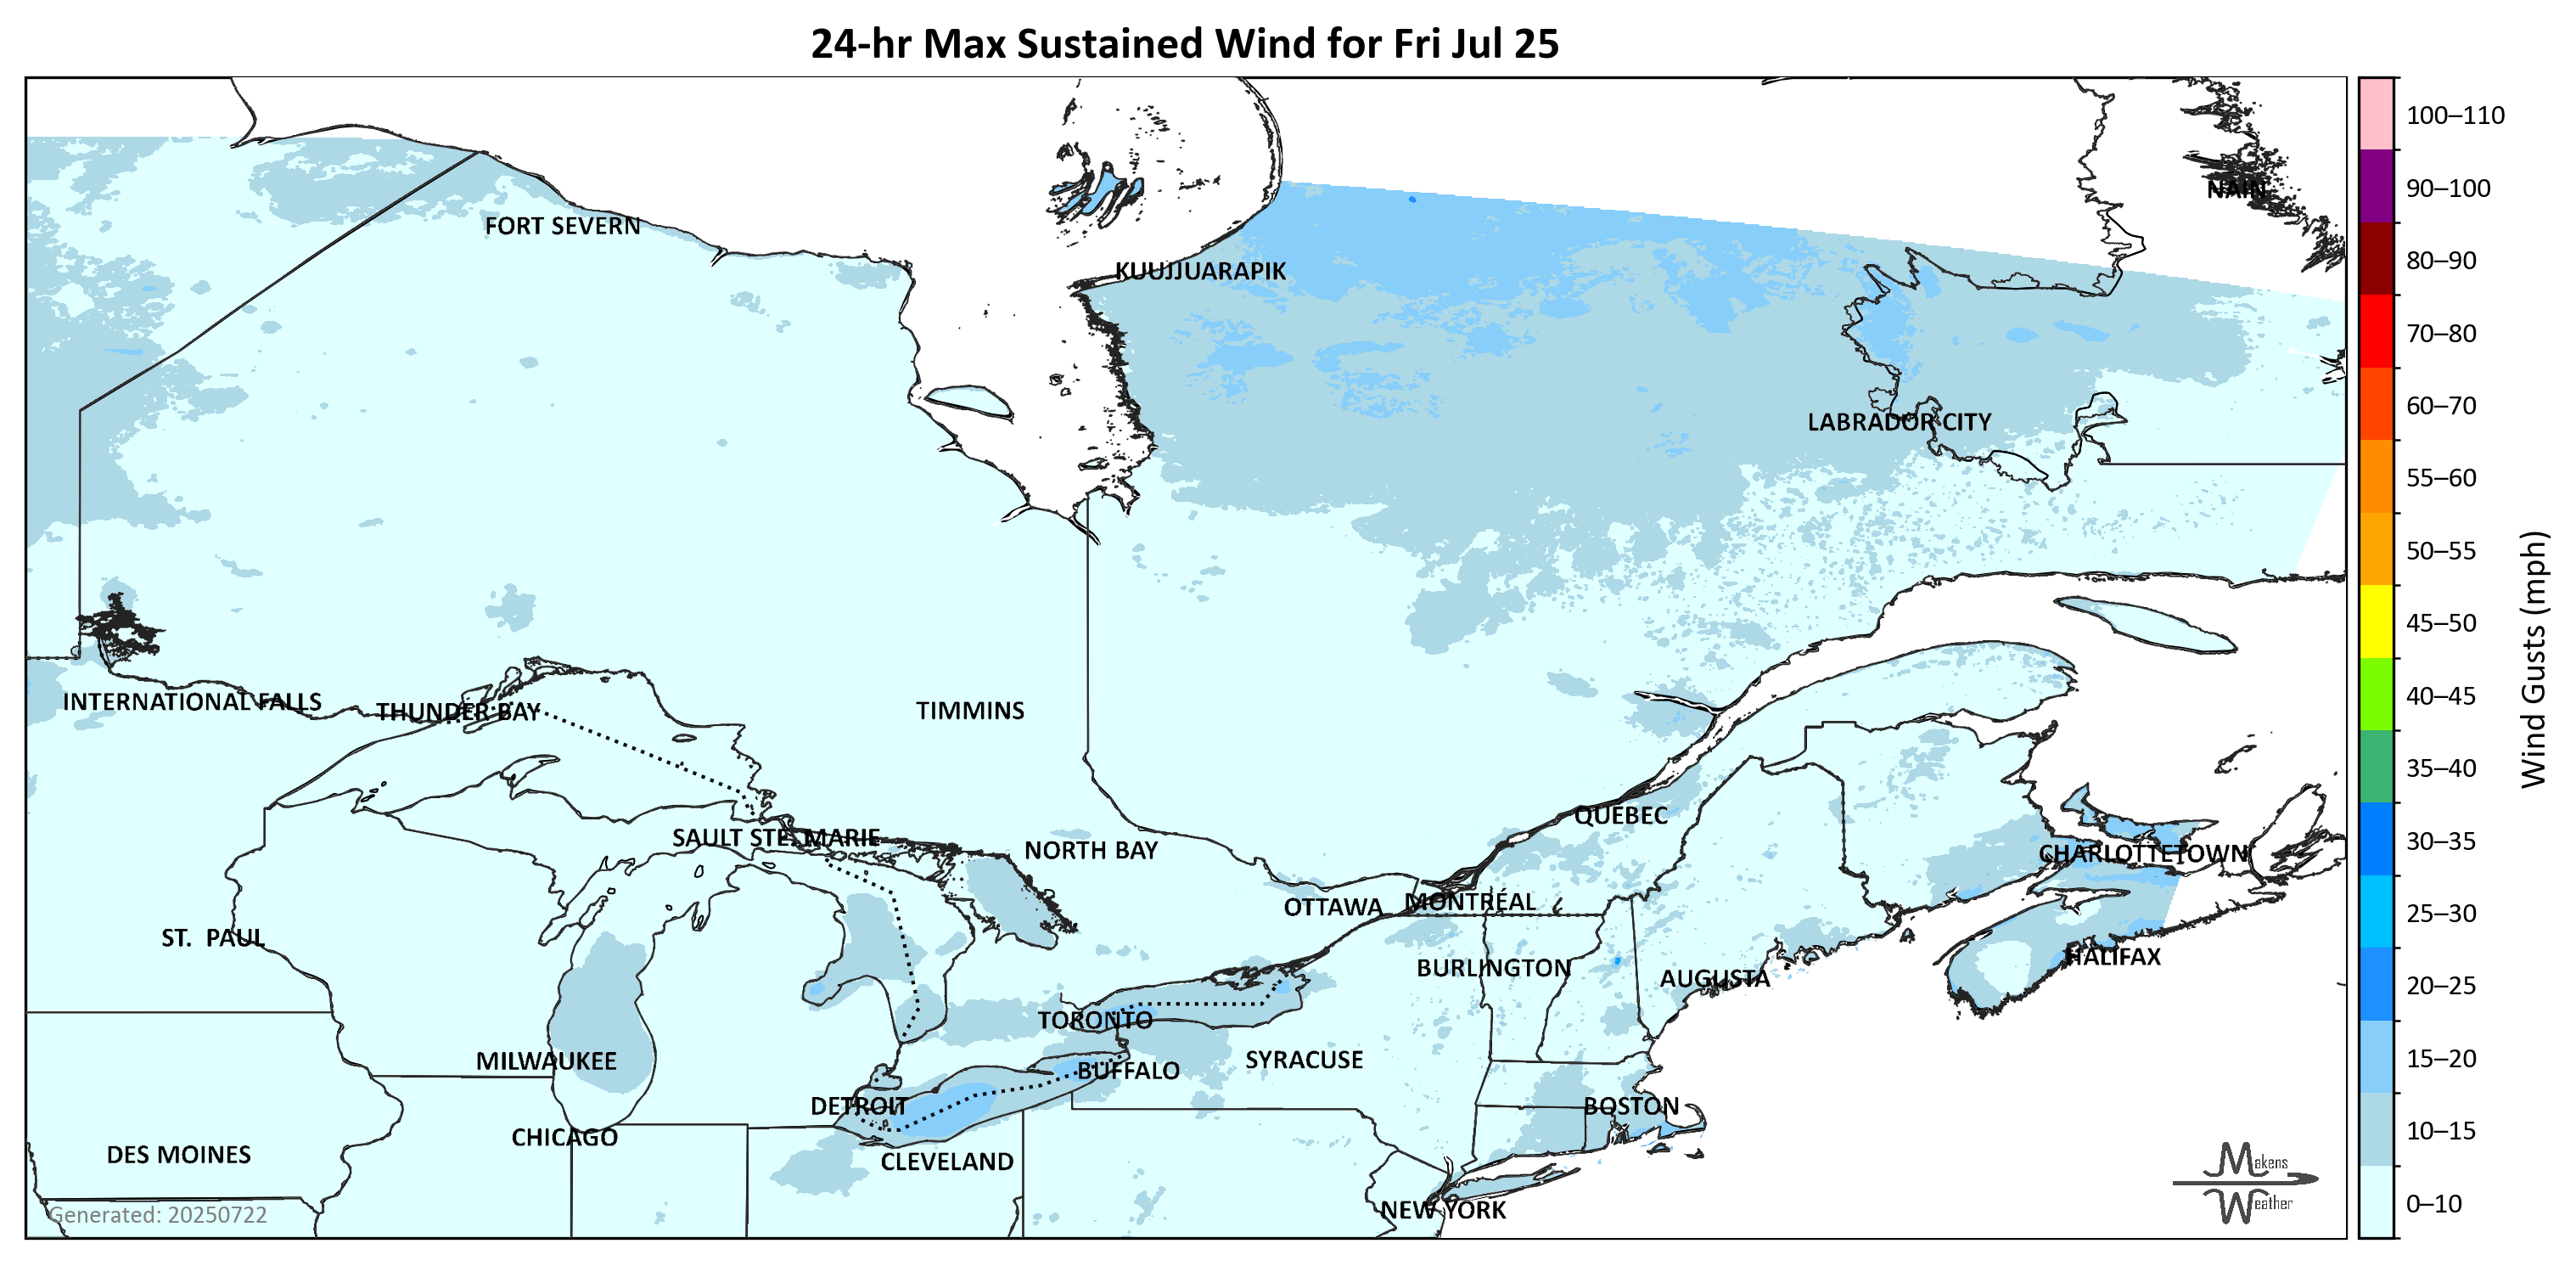 24-hr Max Sustained Wind for Fri Jul 25
100–110
90–100
80–90
70–80
60–70
55–60
50–55
45–50
40–45
35–40
30–35
25–30
20–25
15–20
10–15
0–10
Wind Gusts (mph)
NAIN
FORT SEVERN
KUUJJUARAPIK
LABRADOR CITY
INTERNATIONAL FALLS
THUNDER BAY
TIMMINS
QUÉBEC
SAULT STE. MARIE
NORTH BAY
CHARLOTTETOWN
OTTAWA
MONTRÉAL
ST. PAUL
HALIFAX
BURLINGTON
AUGUSTA
TORONTO
MILWAUKEE
SYRACUSE
BUFFALO
DETROIT
BOSTON
CHICAGO
DES MOINES
CLEVELAND
NEW YORK
Generated: 20250722
Makens
Weather